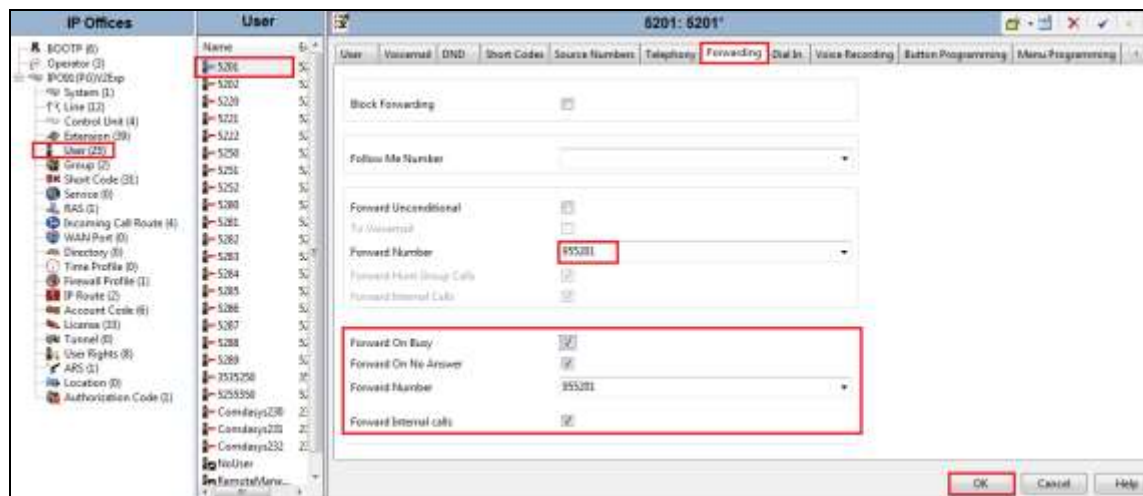 IP Offices
BOOTP (6)
Operator (3)
System (1)
Line (12)
Control Unit (4)
Extension (39)
User (25)
Group (2)
Short Code (31)
Service (0)
RAS (1)
Incoming Call Route (4)
WAN Port (0)
Directory (0)
Time Profile (0)
Firewall Profile (1)
IP Route (2)
Account Code (6)
License (33)
Tunnel (0)
User Rights (8)
ARS (1)
Location (0)
Authorization Code (1)
User
Name
5201
5202
5220
5221
5222
5250
5251
5252
5280
5281
5282
5283
5284
5285
5286
5287
5288
5289
3535250
5255350
Comdasys230
Comdasys231
Comdasys232
NoUser
RemoteMana...
5201: 5201*
User Voicemail DND Short Codes Source Numbers Telephony Forwarding Dial In Voice Recording Button Programming Menu Programming
Block Forwarding
Follow Me Number
Forward Unconditional
To Voicemail
Forward Number 955201
Forward Hunt Group Calls
Forward Internal Calls
Forward On Busy
Forward On No Answer
Forward Number 955201
Forward Internal calls
OK Cancel Help